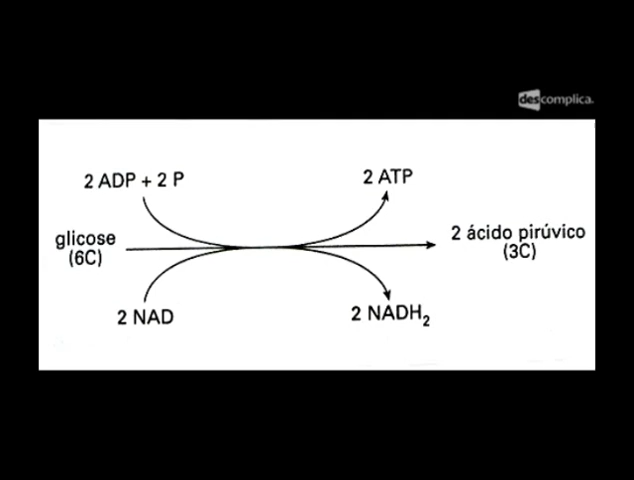 descomplica.
2 ADP + 2 P
2 ATP
glicose
(6C)
2 ácido pirúvico
(3C)
2 NAD
2 NADH₂